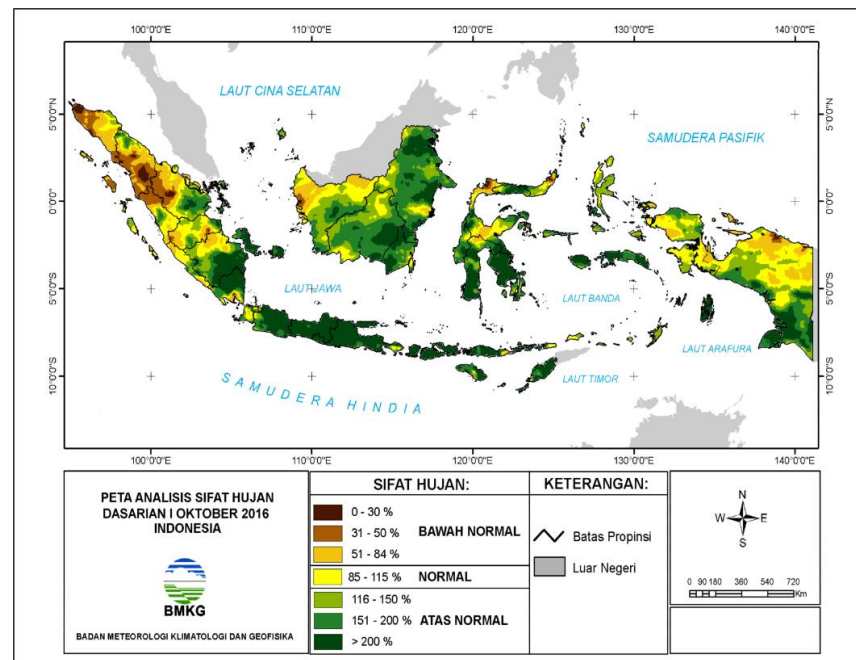 100°0'0"E 110°0'0"E 120°0'0"E 130°0'0"E 140°0'0"E
LAUT CINA SELATAN
SAMUDERA PASIFIK
5°0'0"N 5°0'0"N
0°0'0" 0°0'0"
LAUT JAWA
LAUT BANDA
5°0'0"S 5°0'0"S
LAUT ARAFURA
LAUT TIMOR
10°0'0"S 10°0'0"S
SAMUDERA HINDIA
100°0'0"E 110°0'0"E 120°0'0"E 130°0'0"E 140°0'0"E
PETA ANALISIS SIFAT HUJAN
DASARIAN I OKTOBER 2016
INDONESIA
BMKG
BADAN METEOROLOGI KLIMATOLOGI DAN GEOFISIKA
SIFAT HUJAN:
0 - 30 %
31 - 50 % BAWAH NORMAL
51 - 84 %
85 - 115 % NORMAL
116 - 150 %
151 - 200 % ATAS NORMAL
> 200 %
KETERANGAN:
Batas Propinsi
Luar Negeri
N
W E
S
0 90 180 360 540 720
Km